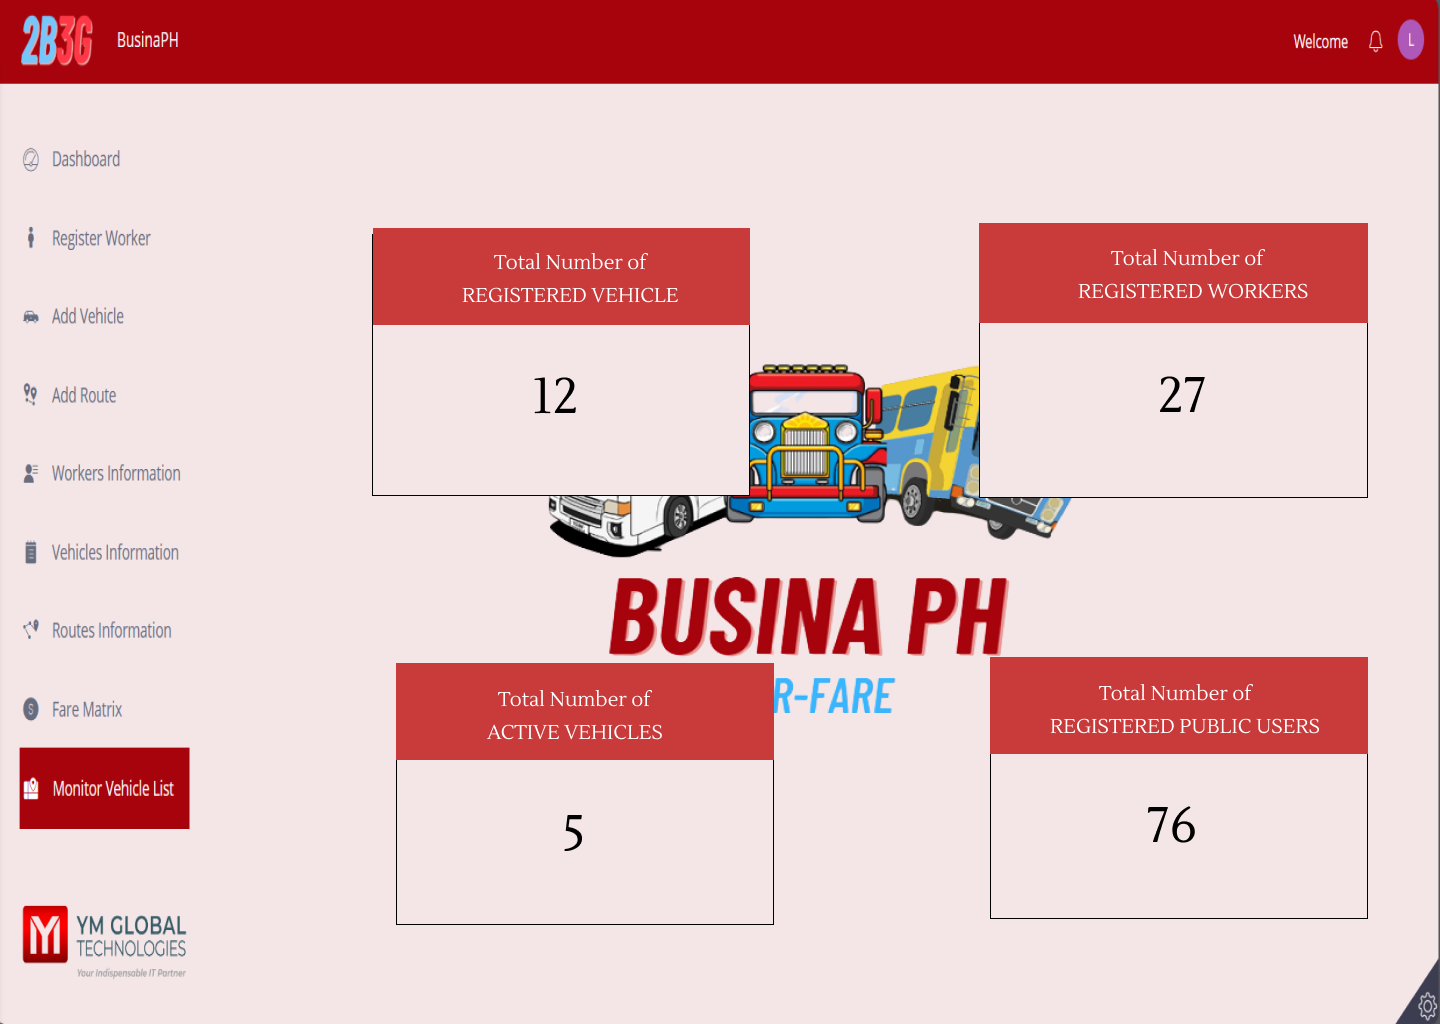 2B3G
BusinaPH
Welcome
L
Dashboard
Register Worker
Add Vehicle
Add Route
Workers Information
Vehicles Information
Routes Information
Fare Matrix
Monitor Vehicle List
YM GLOBAL
TECHNOLOGIES
Your Indispensable IT Partner
Total Number of
REGISTERED VEHICLE
12
Total Number of
REGISTERED WORKERS
27
BUSINA PH
R-FARE
Total Number of
ACTIVE VEHICLES
5
Total Number of
REGISTERED PUBLIC USERS
76